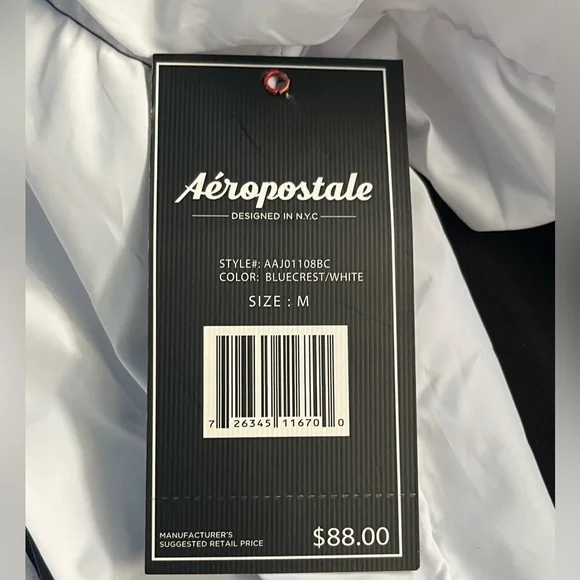 Aéropostale
DESIGNED IN N.Y.C
STYLE#: AAJ01108BC
COLOR: BLUECREST/WHITE
SIZE : M
7 26345 11670 0
MANUFACTURER'S
SUGGESTED RETAIL PRICE
$88.00